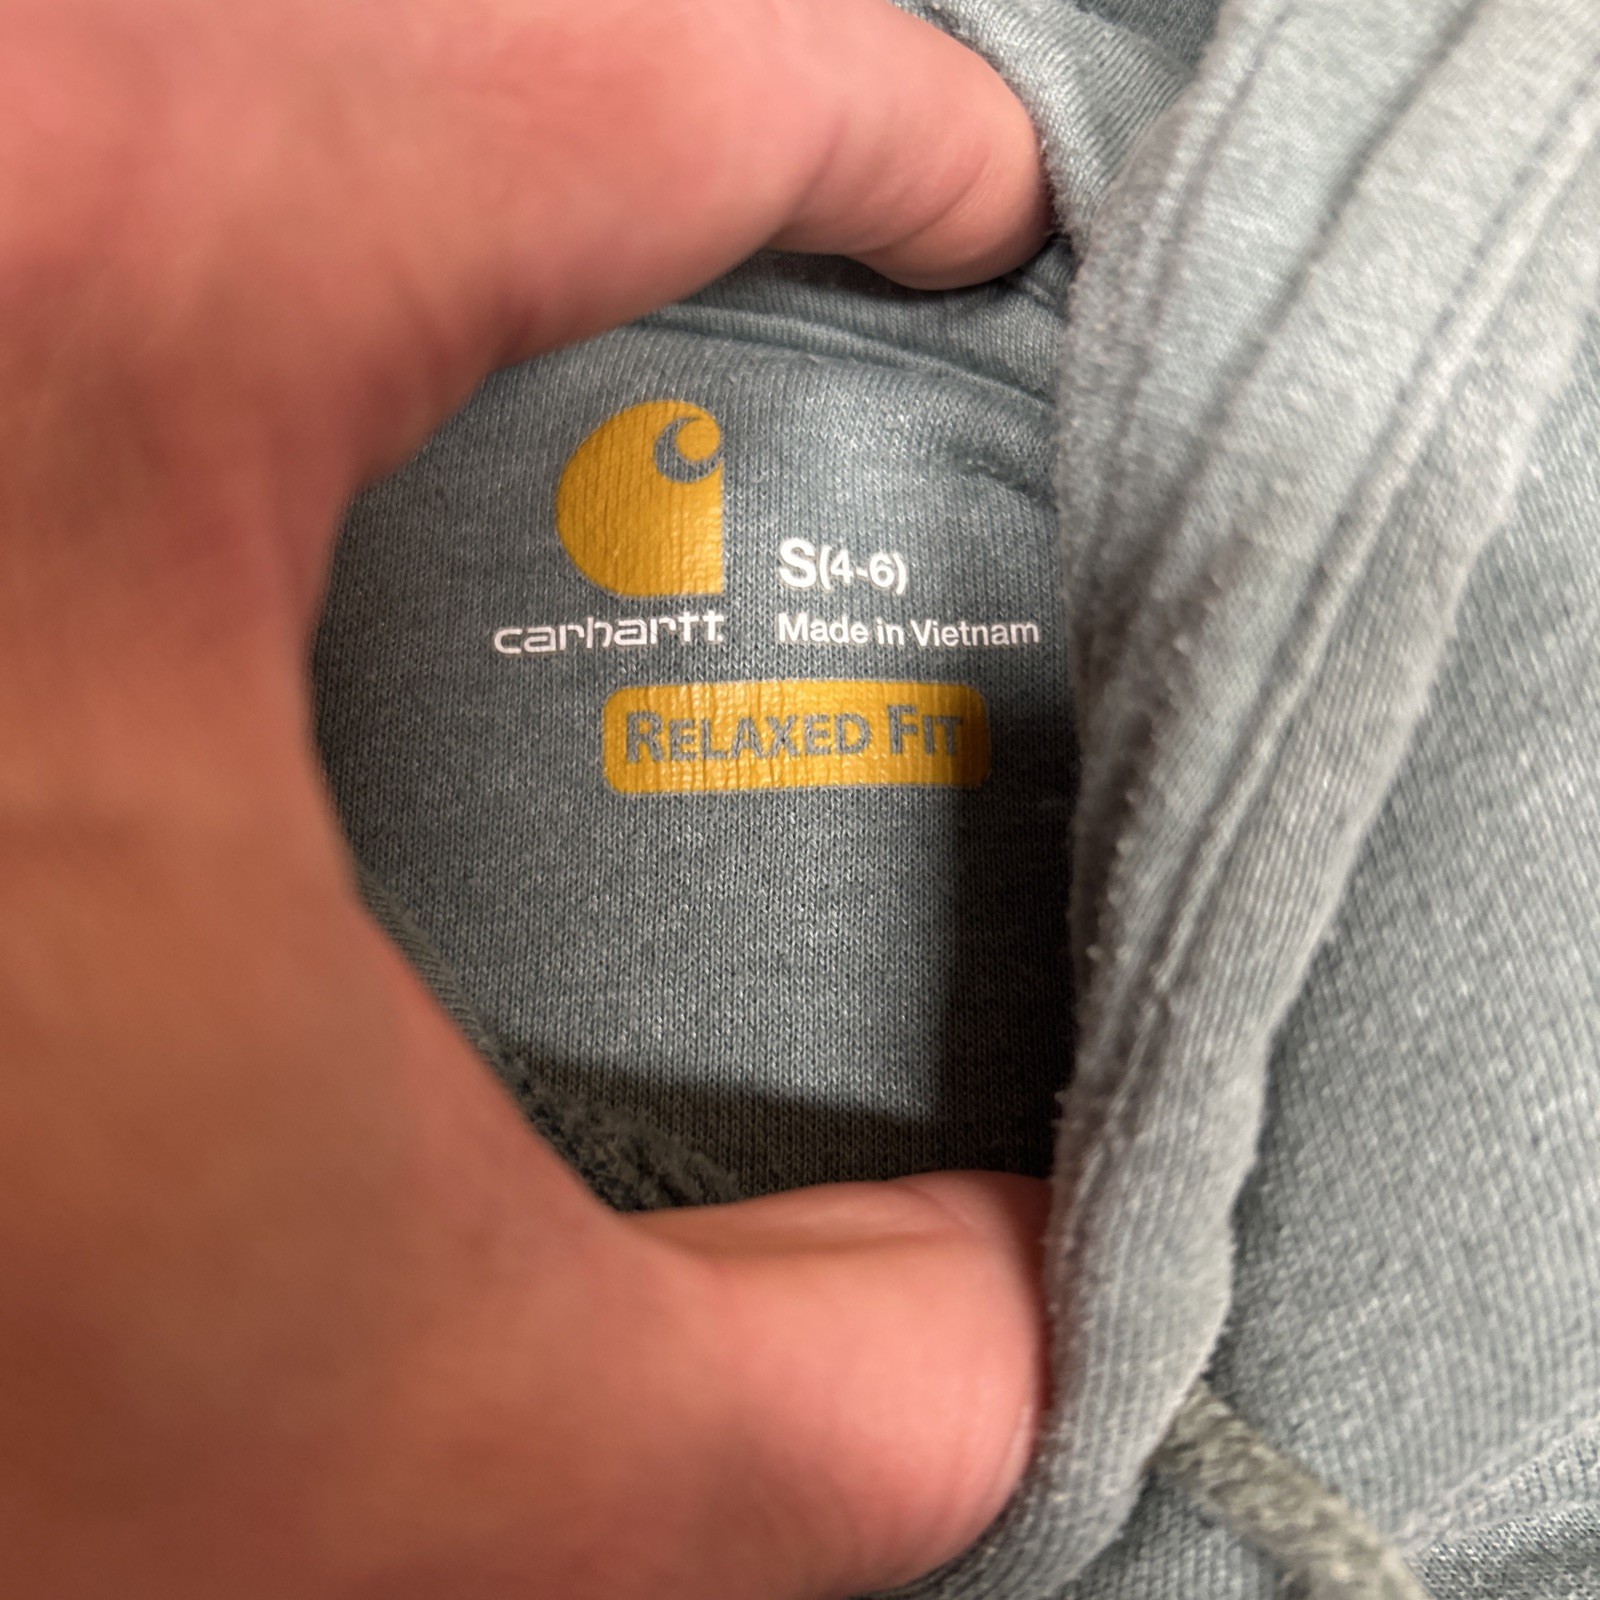 carhartt
S(4-6)
Made in Vietnam
RELAXED FIT